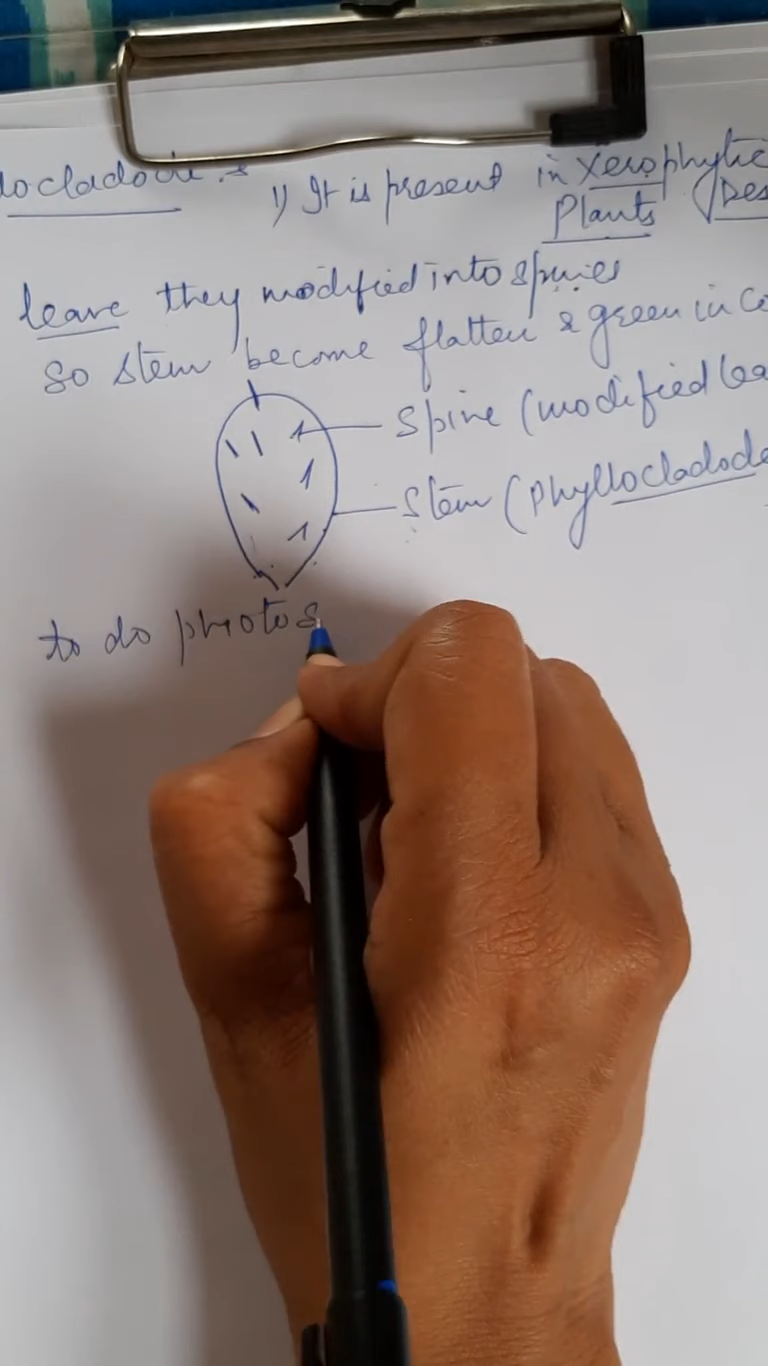 locladode.s 1) It is present in Xerophytic
Plants (Des
leave they modified into spines
so stem become flatten & green in co
Spine (modified lea
Stem (Phyllocladode
to do photos